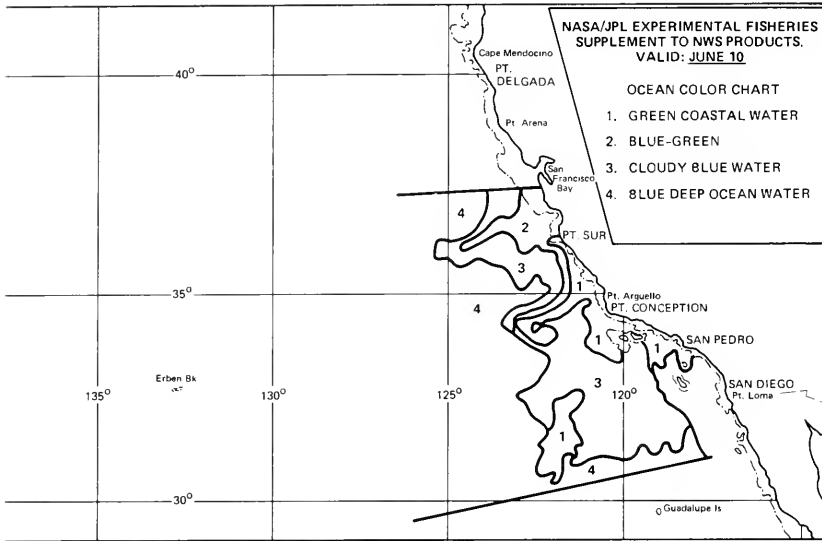 NASA/JPL EXPERIMENTAL FISHERIES
SUPPLEMENT TO NWS PRODUCTS.
VALID: JUNE 10
OCEAN COLOR CHART
1. GREEN COASTAL WATER
2. BLUE-GREEN
3. CLOUDY BLUE WATER
4. BLUE DEEP OCEAN WATER
Cape Mendocino
40°
PT.
DELGADA
Pt Arena
San
Francisco
Bay
4
2
PT. SUR
3
1
35°
Pt. Arguello
PT. CONCEPTION
4
1
1
SAN PEDRO
Erben Bk
3
SAN DIEGO
Pt. Loma
135°
130°
125°
120°
1
4
30°
Guadalupe Is